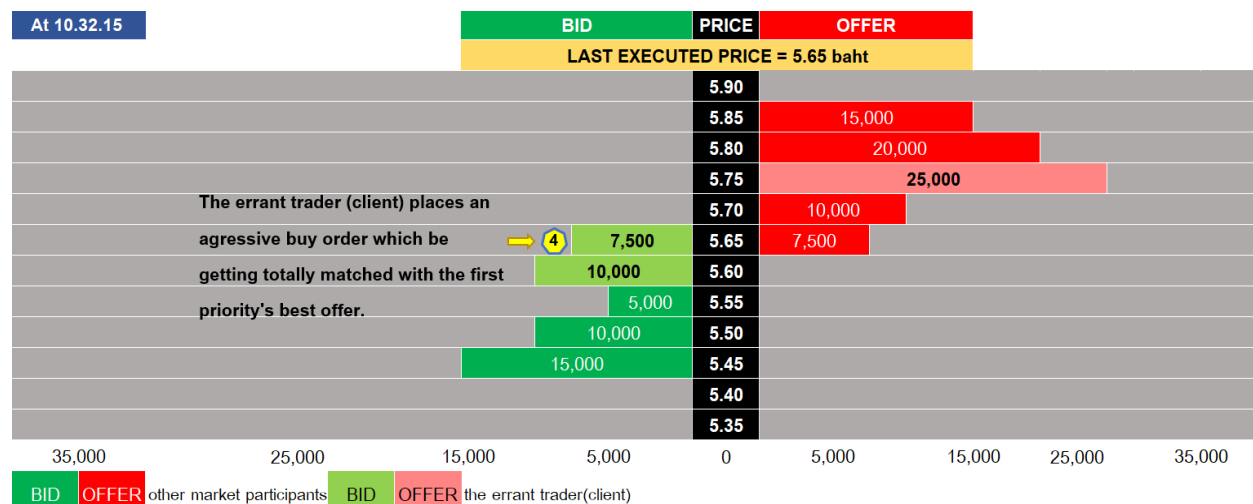 At 10.32.15 BID PRICE OFFER
LAST EXECUTED PRICE = 5.65 baht
5.90
5.85 15,000
5.80 20,000
5.75 25,000
The errant trader (client) places an
5.70 10,000
agressive buy order which be
4 7,500 5.65 7,500
getting totally matched with the first
10,000 5.60
priority's best offer.
5,000 5.55
10,000 5.50
15,000 5.45
5.40
5.35
35,000 25,000 15,000 5,000 0 5,000 15,000 25,000 35,000
BID OFFER other market participants BID OFFER the errant trader(client)